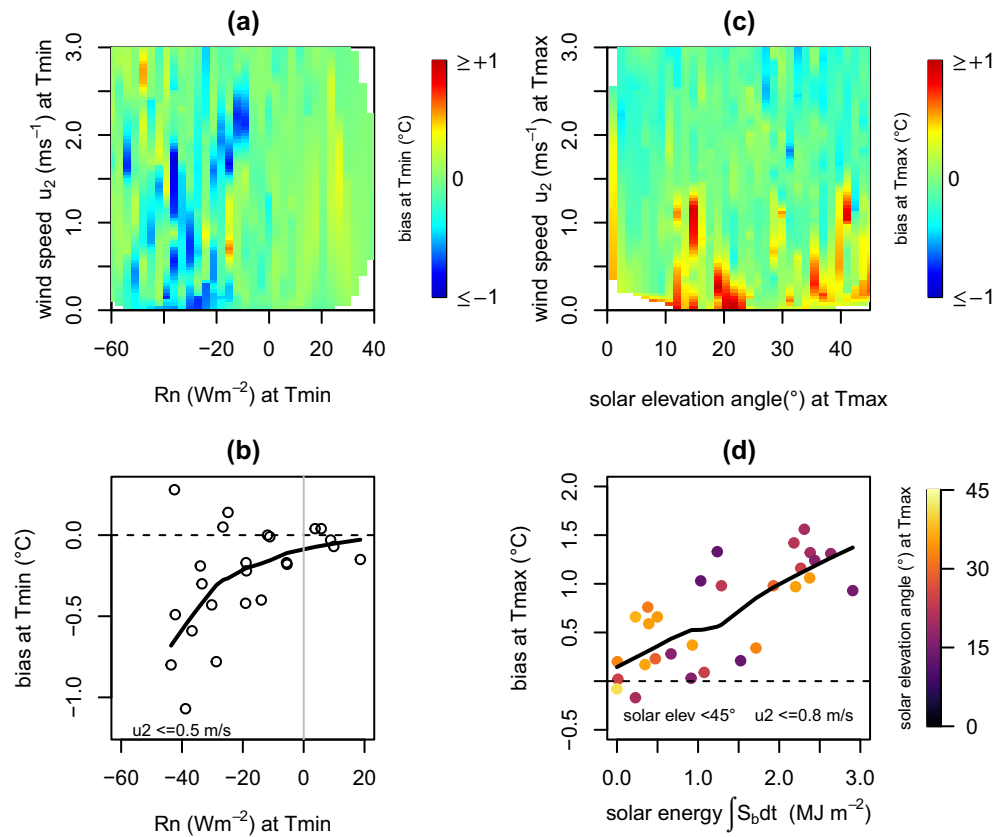 (a)
wind speed u₂ (ms⁻¹) at Tmin
0.0 1.0 2.0 3.0
−60 −40 −20 0 20 40
Rn (Wm⁻²) at Tmin
≥+1
0
≤−1
bias at Tmin (°C)
(c)
wind speed u₂ (ms⁻¹) at Tmax
0.0 1.0 2.0 3.0
0 10 20 30 40
solar elevation angle(°) at Tmax
≥+1
0
≤−1
bias at Tmax (°C)
(b)
bias at Tmin (°C)
−1.0 −0.5 0.0
u2 <=0.5 m/s
−60 −40 −20 0 20
Rn (Wm⁻²) at Tmin
(d)
bias at Tmax (°C)
−0.5 0.5 1.0 1.5 2.0
solar elev <45° u2 <=0.8 m/s
0.0 1.0 2.0 3.0
solar energy ∫S_bdt (MJ m⁻²)
solar elevation angle (°) at Tmax
0 15 30 45